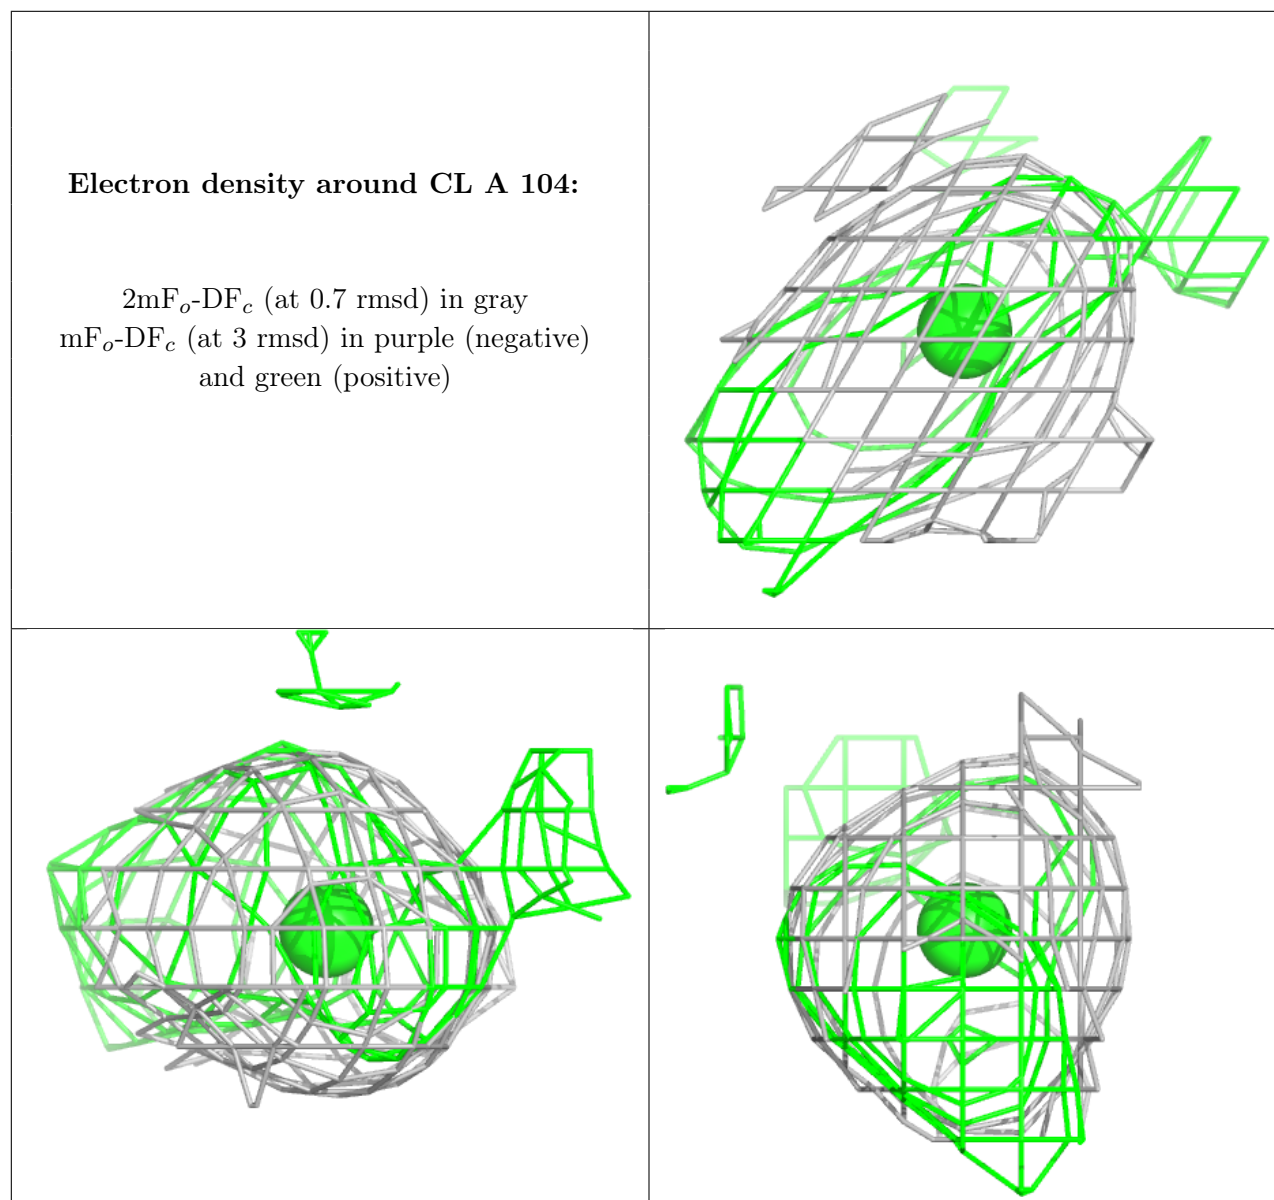 Electron density around CL A 104:
2mFo-DFc (at 0.7 rmsd) in gray
mFo-DFc (at 3 rmsd) in purple (negative)
and green (positive)